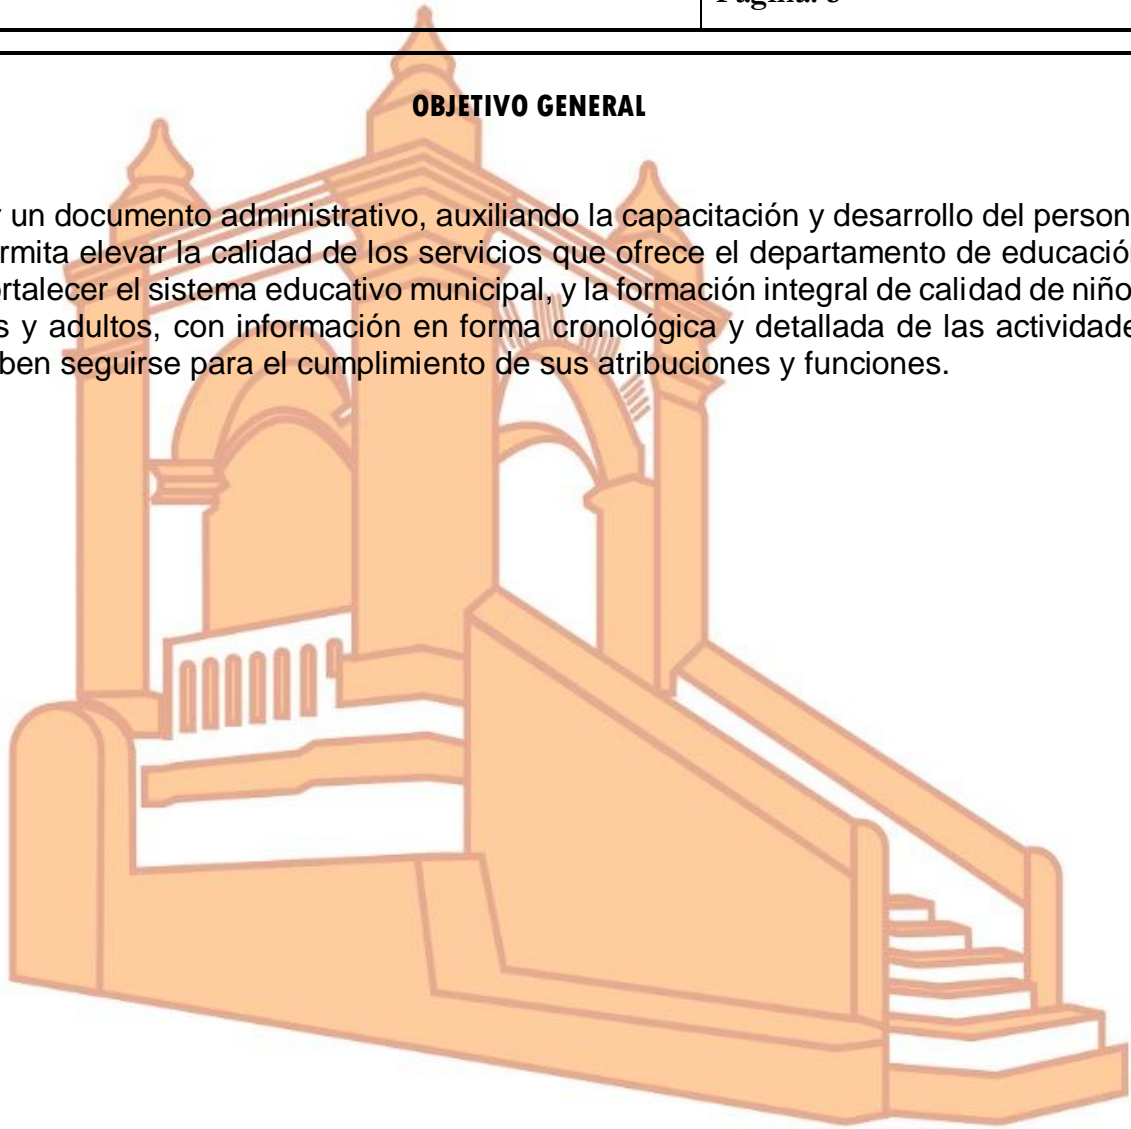 OBJETIVO GENERAL
un documento administrativo, auxiliando la capacitación y desarrollo del person
rmita elevar la calidad de los servicios que ofrece el departamento de educació
rtalecer el sistema educativo municipal, y la formación integral de calidad de niño
s y adultos, con información en forma cronológica y detallada de las actividade
ben seguirse para el cumplimiento de sus atribuciones y funciones.